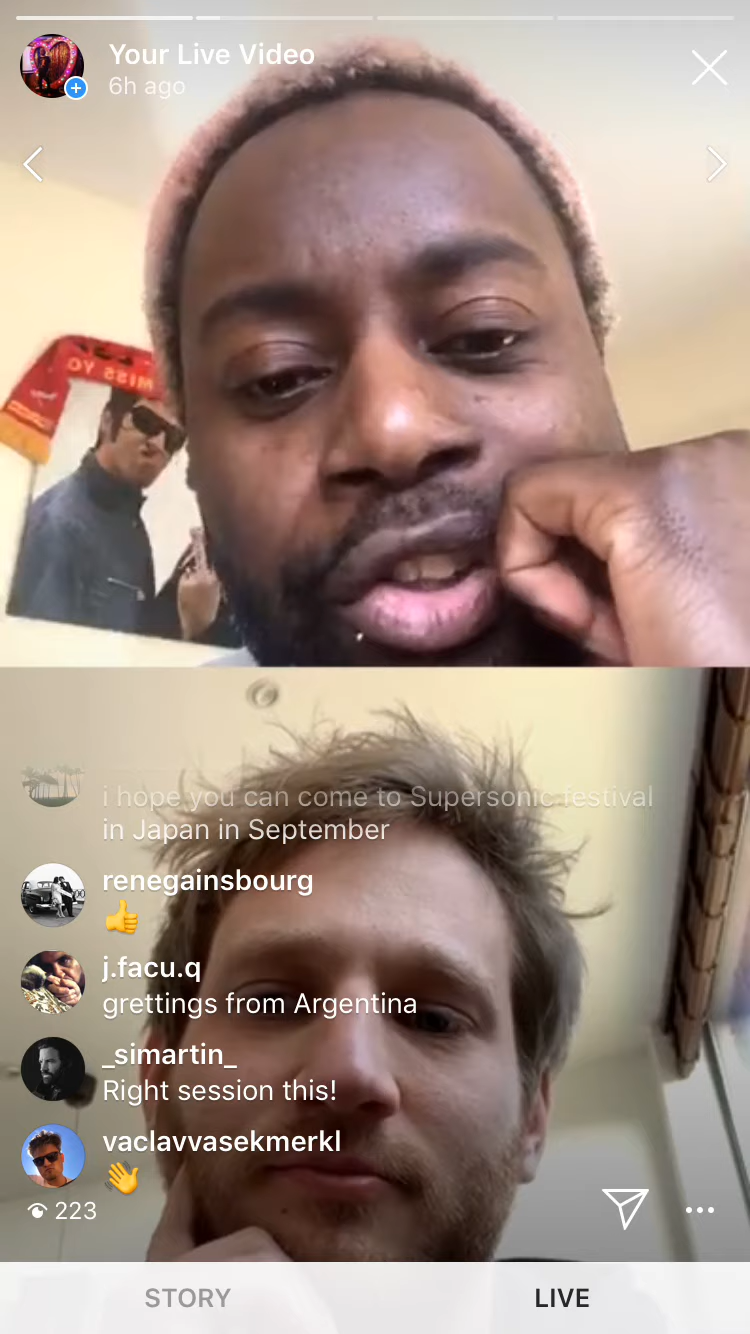 Your Live Video
6h ago
MISS YO
i hope you can come to Supersonic festival
in Japan in September
renegainsbourg
👍
j.facu.q
grettings from Argentina
_simartin_
Right session this!
vaclavvasekmerkl
👋
223
STORY
LIVE